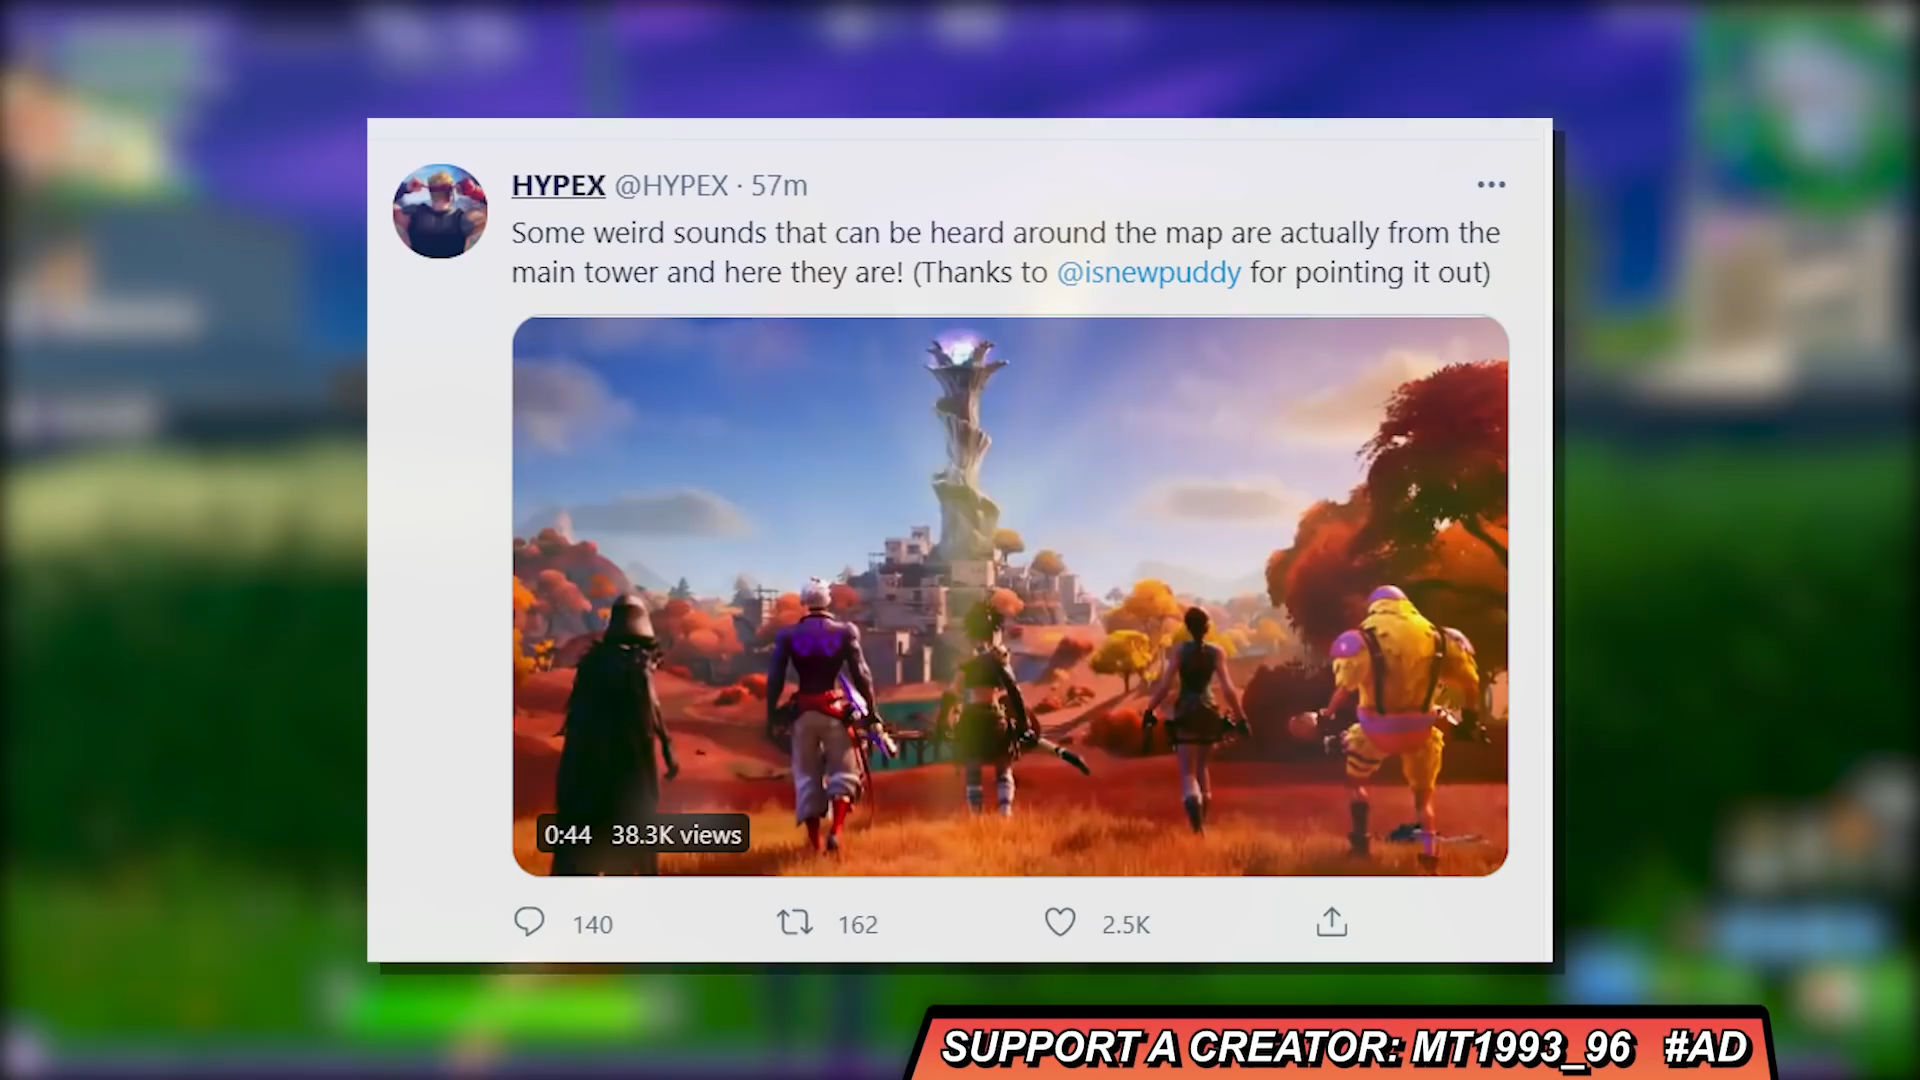 HYPEX @HYPEX · 57m
Some weird sounds that can be heard around the map are actually from the
main tower and here they are! (Thanks to @isnewpuddy for pointing it out)
0:44 38.3K views
140 162 2.5K
SUPPORT A CREATOR: MT1993_96 #AD